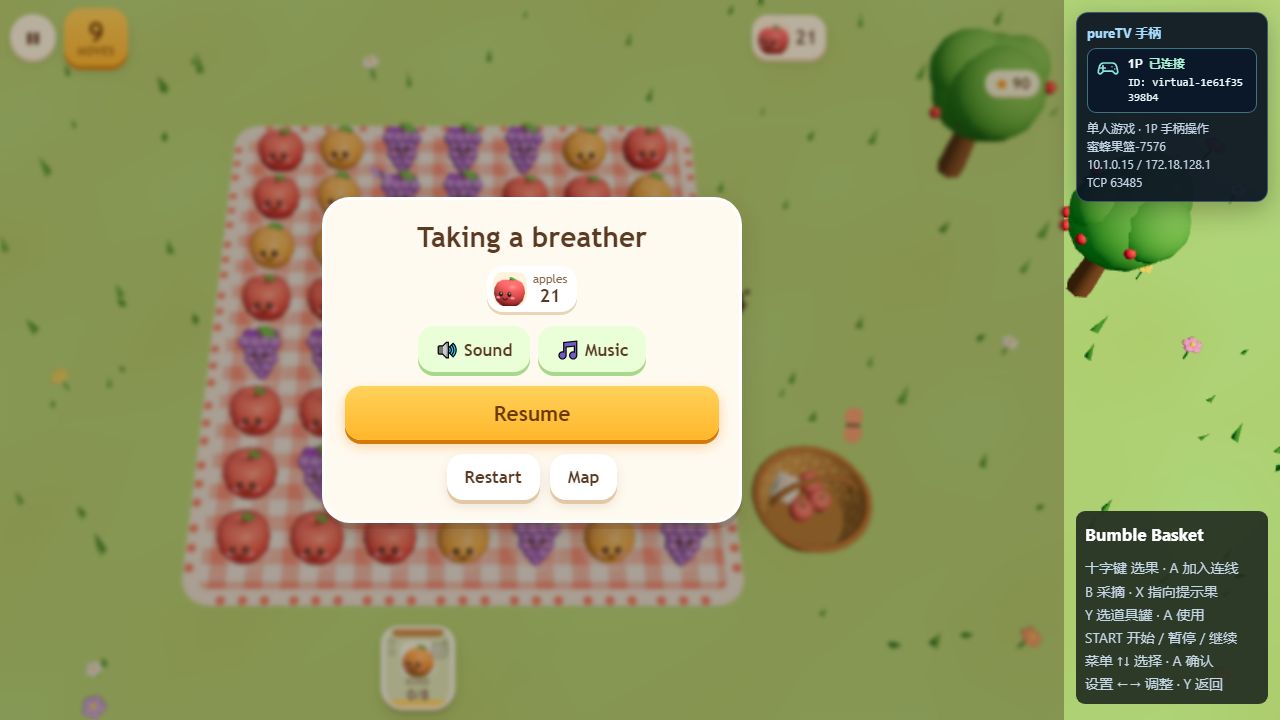 9
21
90
Taking a breather
apples
21
Sound
Music
Resume
Restart
Map
0/8
pureTV 手柄
1P 已连接
ID: virtual-1e61f35
398b4
单人游戏 · 1P 手柄操作
蜜蜂果篮-7576
10.1.0.15 / 172.18.128.1
TCP 63485
Bumble Basket
十字键 选果 · A 加入连线
B 采摘 · X 指向提示果
Y 选道具罐 · A 使用
START 开始 / 暂停 / 继续
菜单 ↑↓ 选择 · A 确认
设置 ←→ 调整 · Y 返回